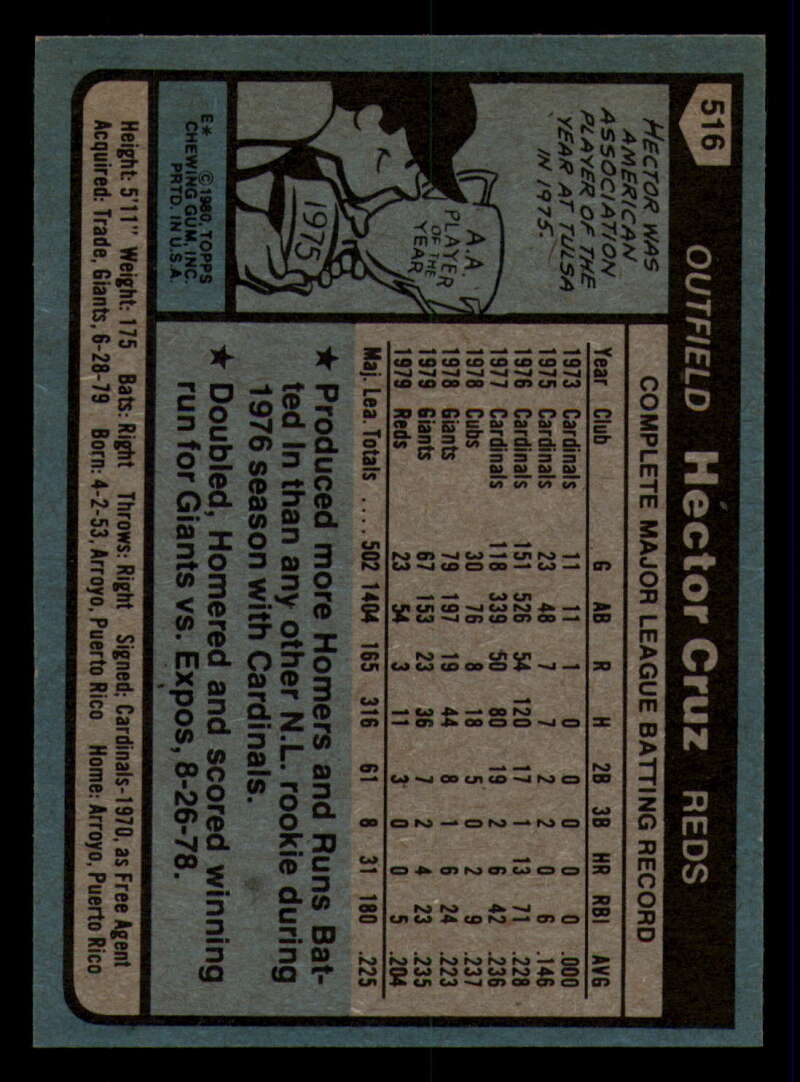 516
OUTFIELD Héctor Cruz REDS
HECTOR WAS
AMERICAN
ASSOCIATION
PLAYER OF THE
YEAR AT TULSA
IN 1975.
A.A.
PLAYER
OF THE
YEAR
1975
E* ©1980, TOPPS
CHEWING GUM, INC.
PRTD. IN U.S.A.
COMPLETE MAJOR LEAGUE BATTING RECORD
Year Club G AB R H 2B 3B HR RBI AVG
1973 Cardinals 11 11 1 0 0 0 0 0 .000
1975 Cardinals 23 48 7 7 2 2 0 6 .146
1976 Cardinals 151 526 54 120 17 1 13 71 .228
1977 Cardinals 118 339 50 80 19 2 6 42 .236
1978 Cubs 30 76 8 18 5 0 2 9 .237
1978 Giants 79 197 19 44 8 1 6 24 .223
1979 Giants 67 153 23 36 7 2 4 23 .235
1979 Reds 23 54 3 11 3 0 0 5 .204
Maj. Lea. Totals .... 502 1404 165 316 61 8 31 180 .225
★ Produced more Homers and Runs Bat-
ted In than any other N.L. rookie during
1976 season with Cardinals.
★ Doubled, Homered and scored winning
run for Giants vs. Expos, 8-26-78.
Height: 5'11" Weight: 175 Bats: Right Throws: Right Signed: Cardinals-1970, as Free Agent
Acquired: Trade, Giants, 6-28-79 Born: 4-2-53, Arroyo, Puerto Rico Home: Arroyo, Puerto Rico